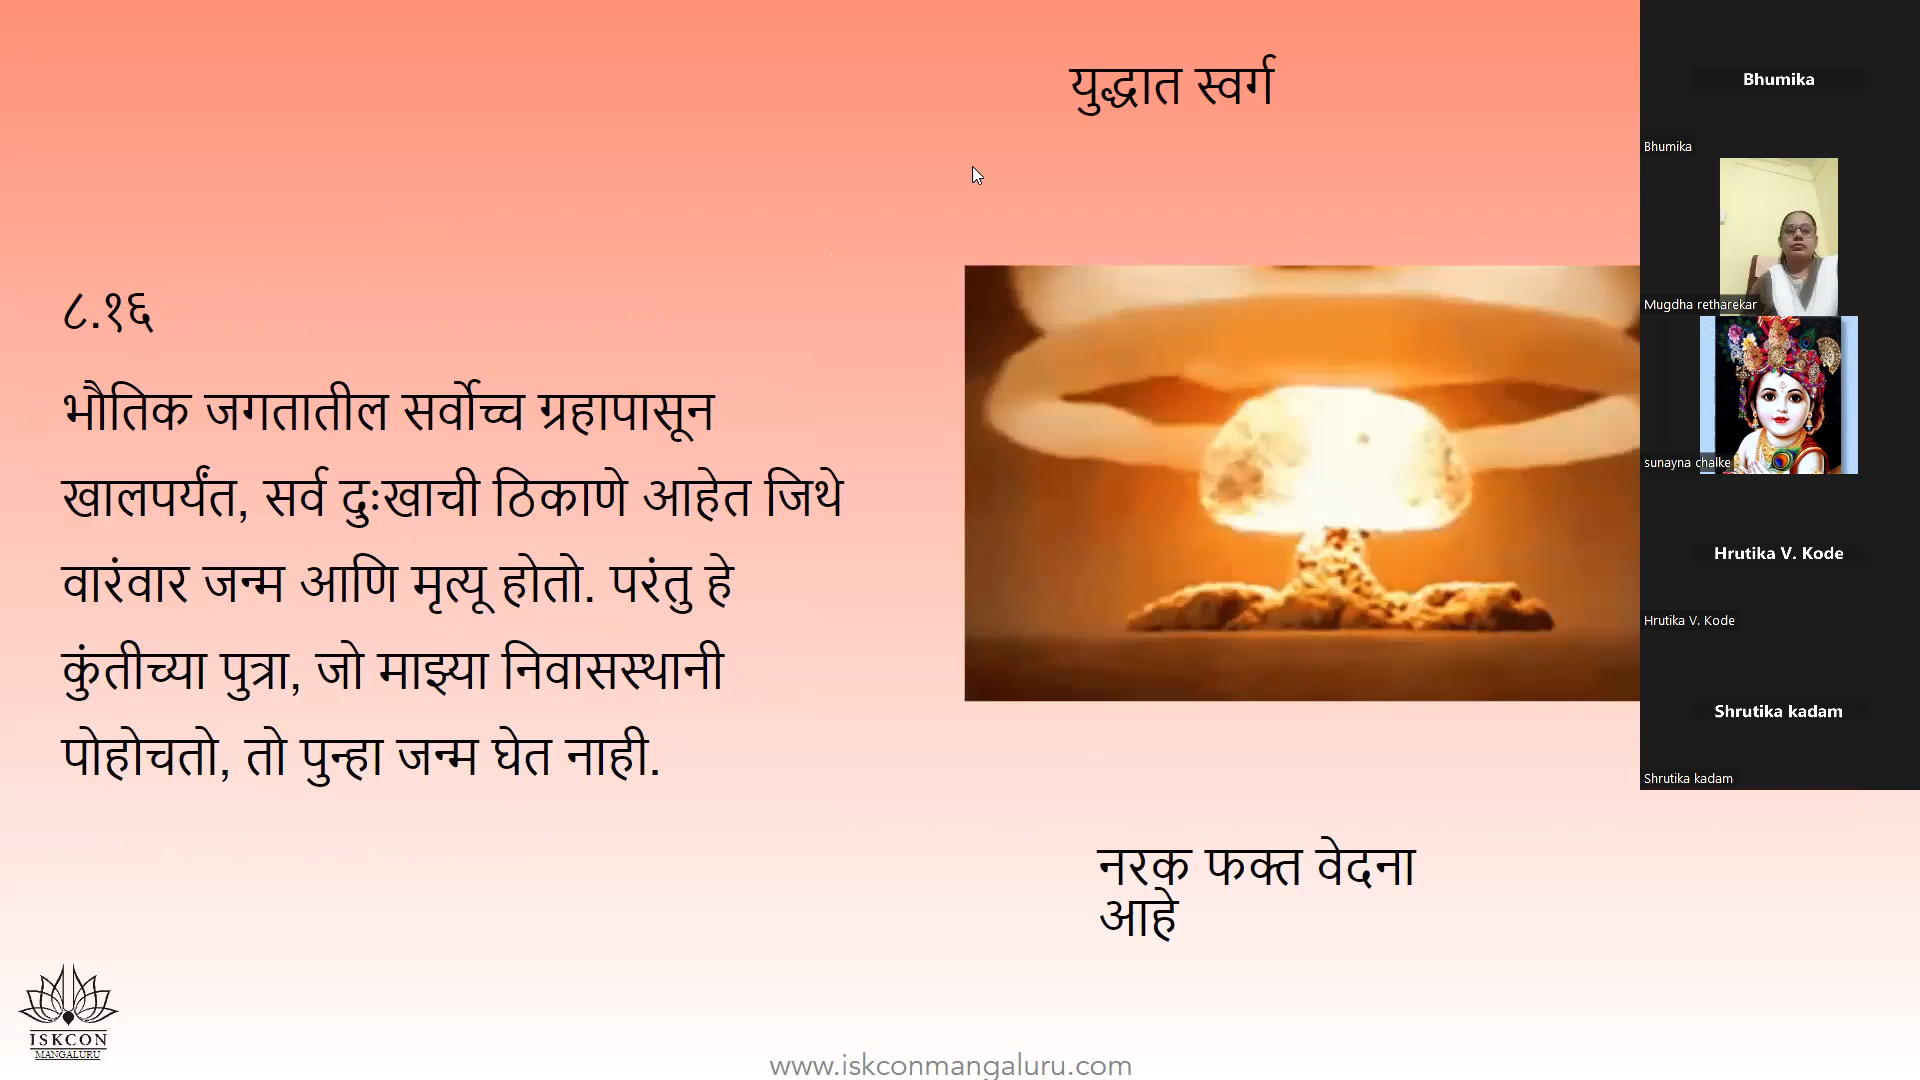 युद्धात स्वर्ग
८.१६
भौतिक जगतातील सर्वोच्च ग्रहापासून
खालपर्यंत, सर्व दुःखाची ठिकाणे आहेत जिथे
वारंवार जन्म आणि मृत्यू होतो. परंतु हे
कुंतीच्या पुत्रा, जो माझ्या निवासस्थानी
पोहोचतो, तो पुन्हा जन्म घेत नाही.
नरक फक्त वेदना
आहे
ISKCON
MANGALURU
www.iskconmangaluru.com
Bhumika
Bhumika
Mugdha retharekar
sunayna chalke
Hrutika V. Kode
Hrutika V. Kode
Shrutika kadam
Shrutika kadam